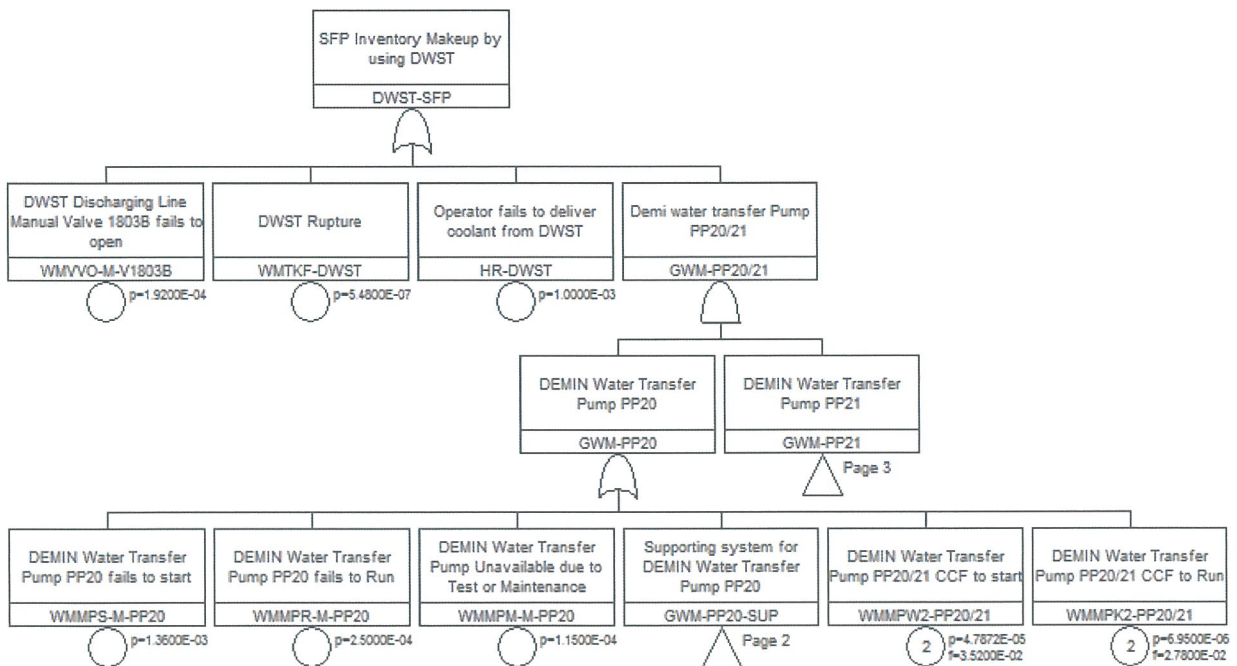 SFP Inventory Makeup by
using DWST
DWST-SFP
DWST Discharging Line
Manual Valve 1803B fails to
open
WMVVO-M-V1803B
p=1.9200E-04
DWST Rupture
WMTKF-DWST
p=5.4800E-07
Operator fails to deliver
coolant from DWST
HR-DWST
p=1.0000E-03
Demi water transfer Pump
PP20/21
GWM-PP20/21
DEMIN Water Transfer
Pump PP20
GWM-PP20
DEMIN Water Transfer
Pump PP21
GWM-PP21
Page 3
DEMIN Water Transfer
Pump PP20 fails to start
WMMPS-M-PP20
p=1.3600E-03
DEMIN Water Transfer
Pump PP20 fails to Run
WMMPR-M-PP20
p=2.5000E-04
DEMIN Water Transfer
Pump Unavailable due to
Test or Maintenance
WMMPM-M-PP20
p=1.1500E-04
Supporting system for
DEMIN Water Transfer
Pump PP20
GWM-PP20-SUP
Page 2
DEMIN Water Transfer
Pump PP20/21 CCF to start
WMMPW2-PP20/21
2
p=4.7872E-05
f=3.5200E-02
DEMIN Water Transfer
Pump PP20/21 CCF to Run
WMMPK2-PP20/21
2
p=6.9500E-06
f=2.7800E-02